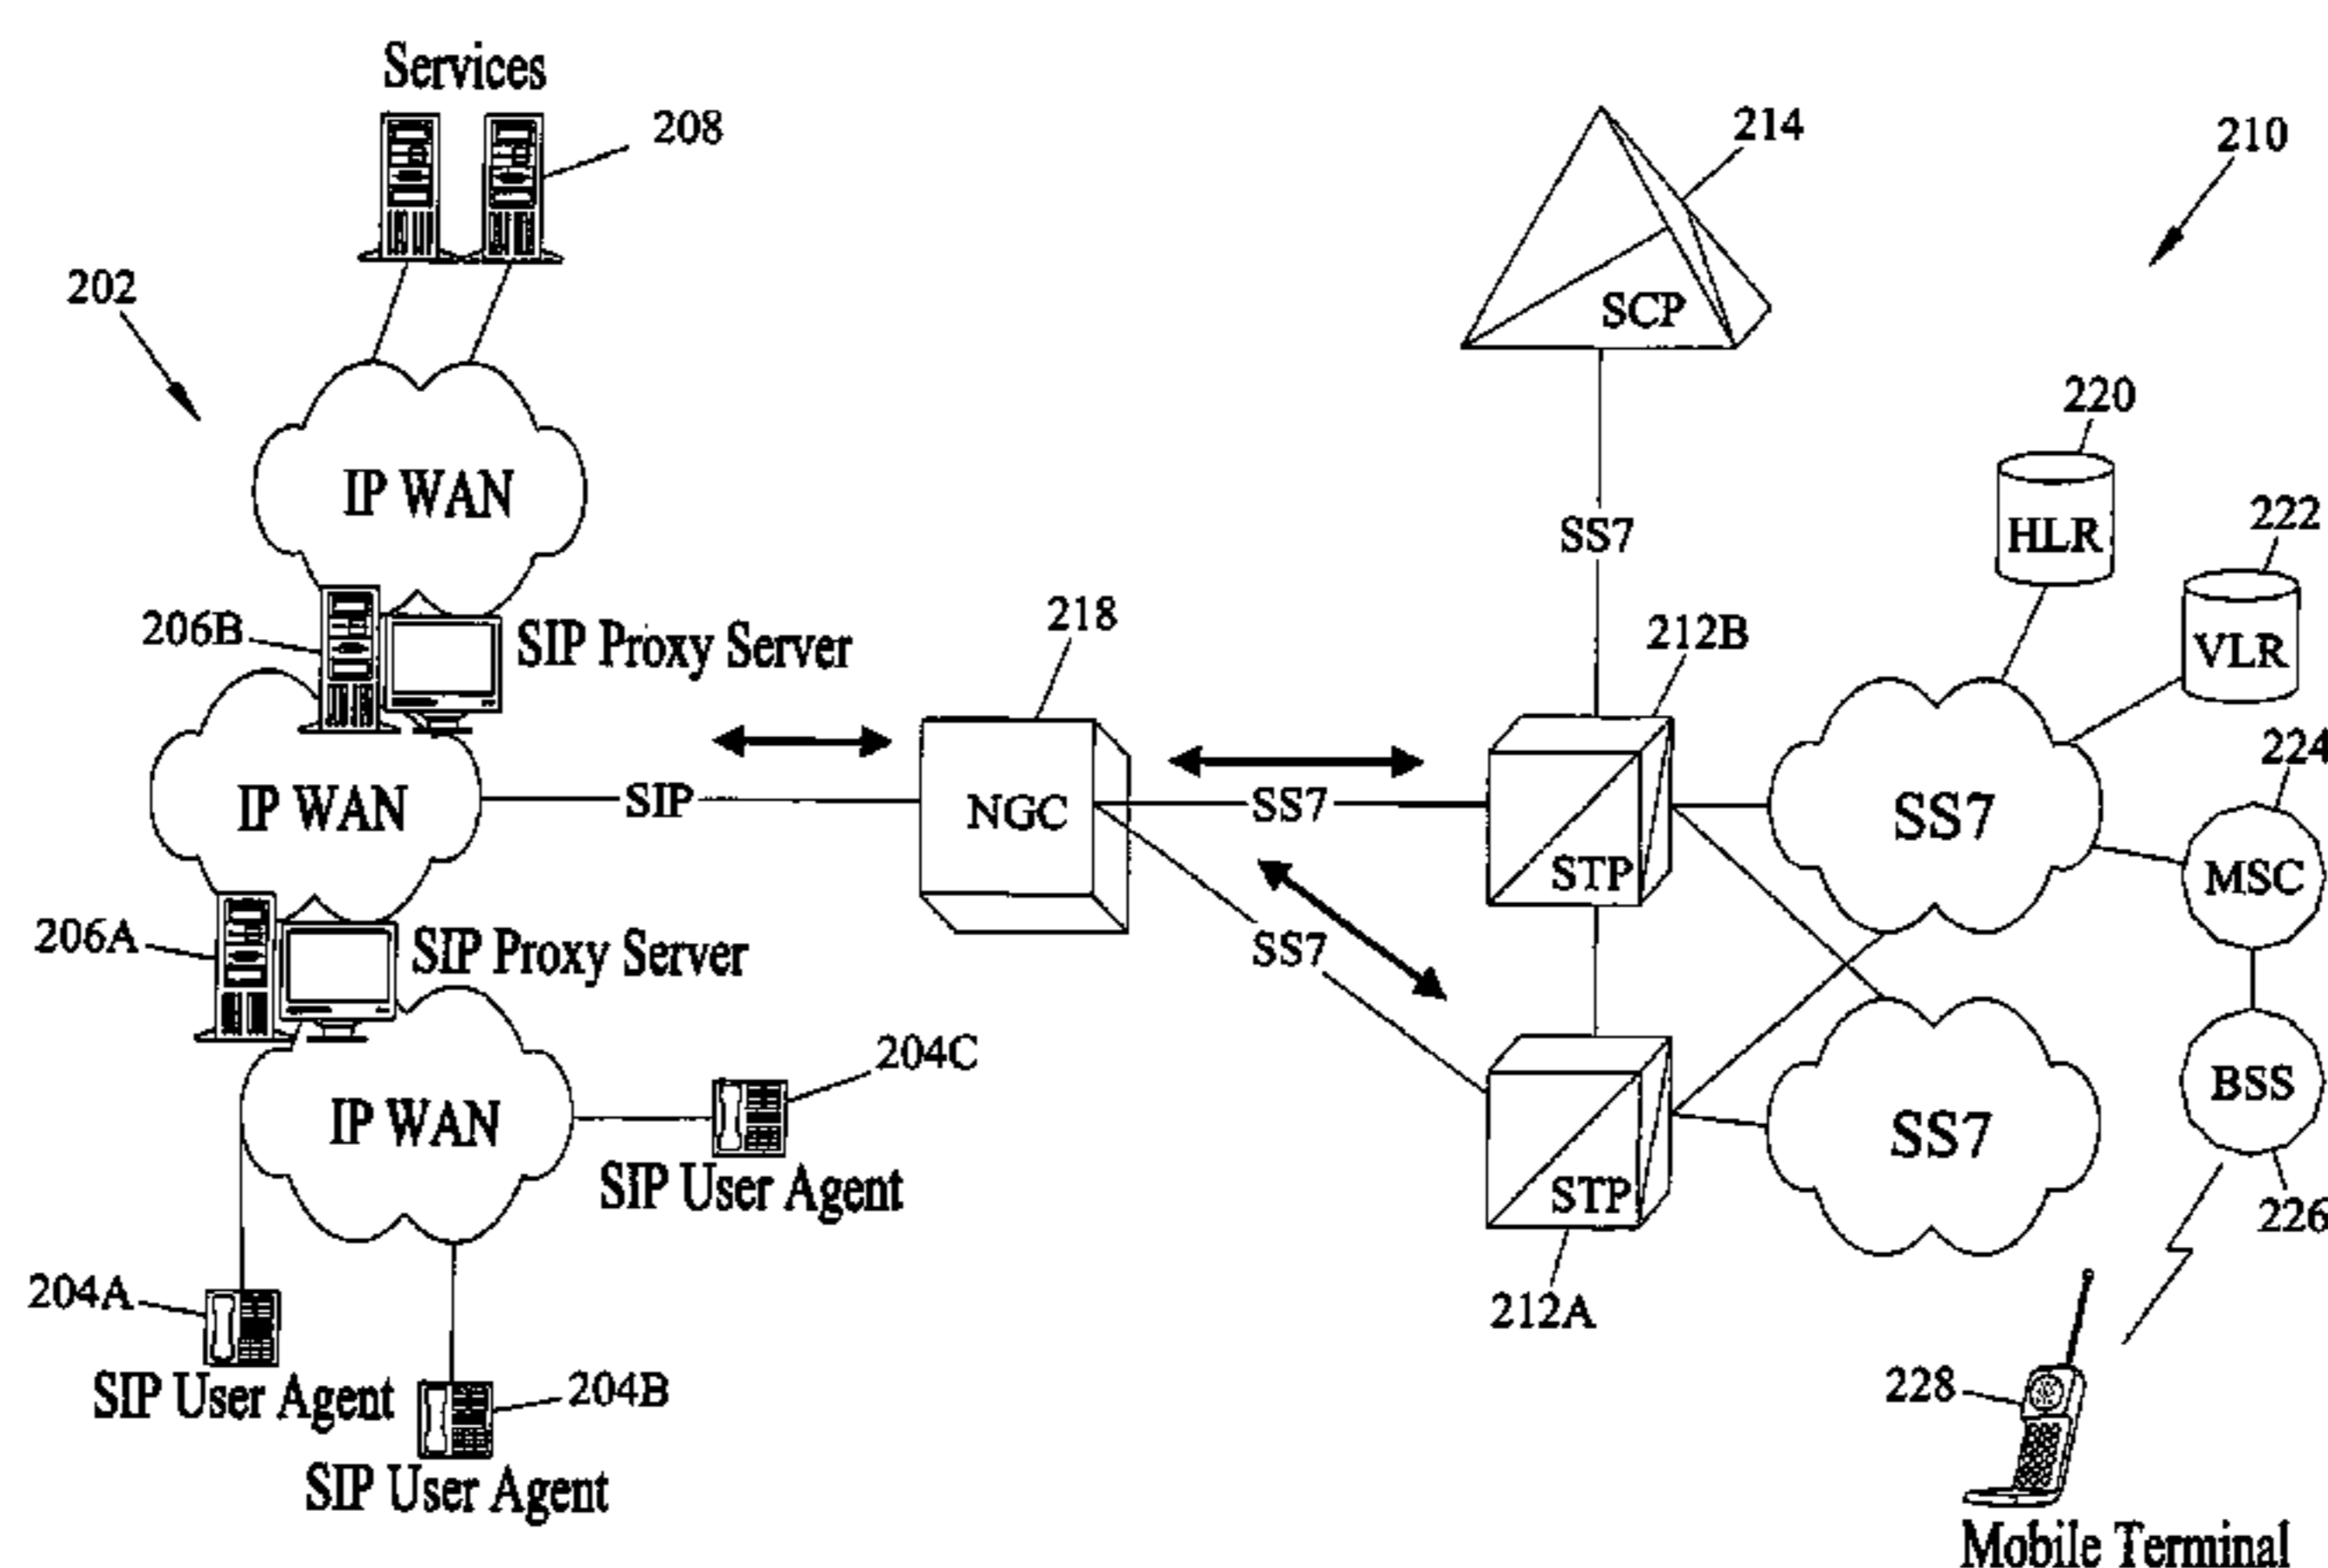 Services
208
214
210
202
SCP
IP WAN
220
SS7
HLR
222
VLR
206B
SIP Proxy Server
218
212B
224
IP WAN
SIP
NGC
SS7
STP
SS7
MSC
206A
SIP Proxy Server
SS7
204C
IP WAN
SIP User Agent
STP
SS7
BSS
226
204A
212A
SIP User Agent
204B
228
SIP User Agent
Mobile Terminal